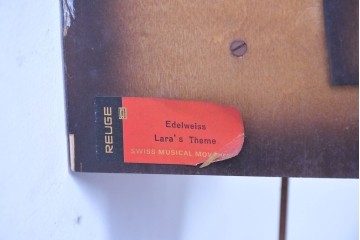 REUGE
Edelweiss
Lara's Theme
SWISS MUSICAL MOV